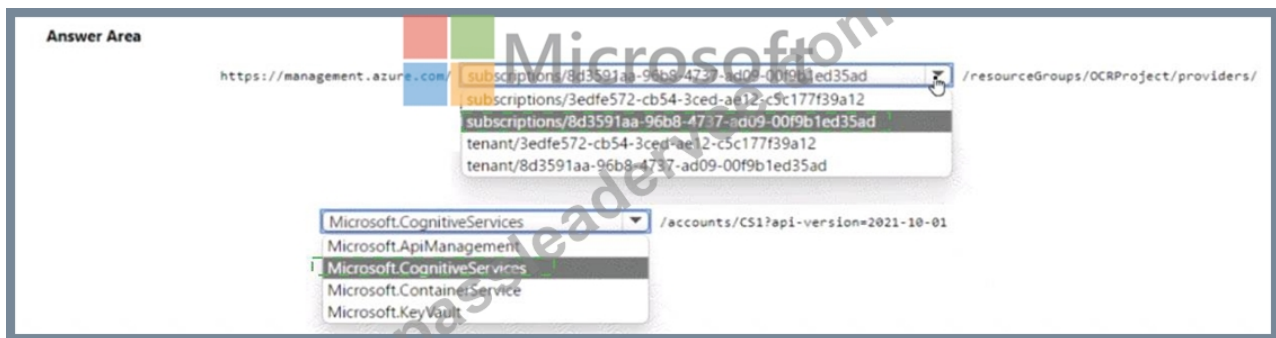 Answer Area
Microsoft
https://management.azure.com/ subscriptions/8d3591aa-96b8-4737-ad09-00f9b1ed35ad /resourceGroups/OCRProject/providers/
subscriptions/3edfe572-cb54-3ced-ae12-c5c177f39a12
subscriptions/8d3591aa-96b8-4737-ad09-00f9b1ed35ad
tenant/3edfe572-cb54-3ced-ae12-c5c177f39a12
tenant/8d3591aa-96b8-4737-ad09-00f9b1ed35ad
Microsoft.CognitiveServices /accounts/CS1?api-version=2021-10-01
Microsoft.ApiManagement
Microsoft.CognitiveServices
Microsoft.ContainerService
Microsoft.KeyVault